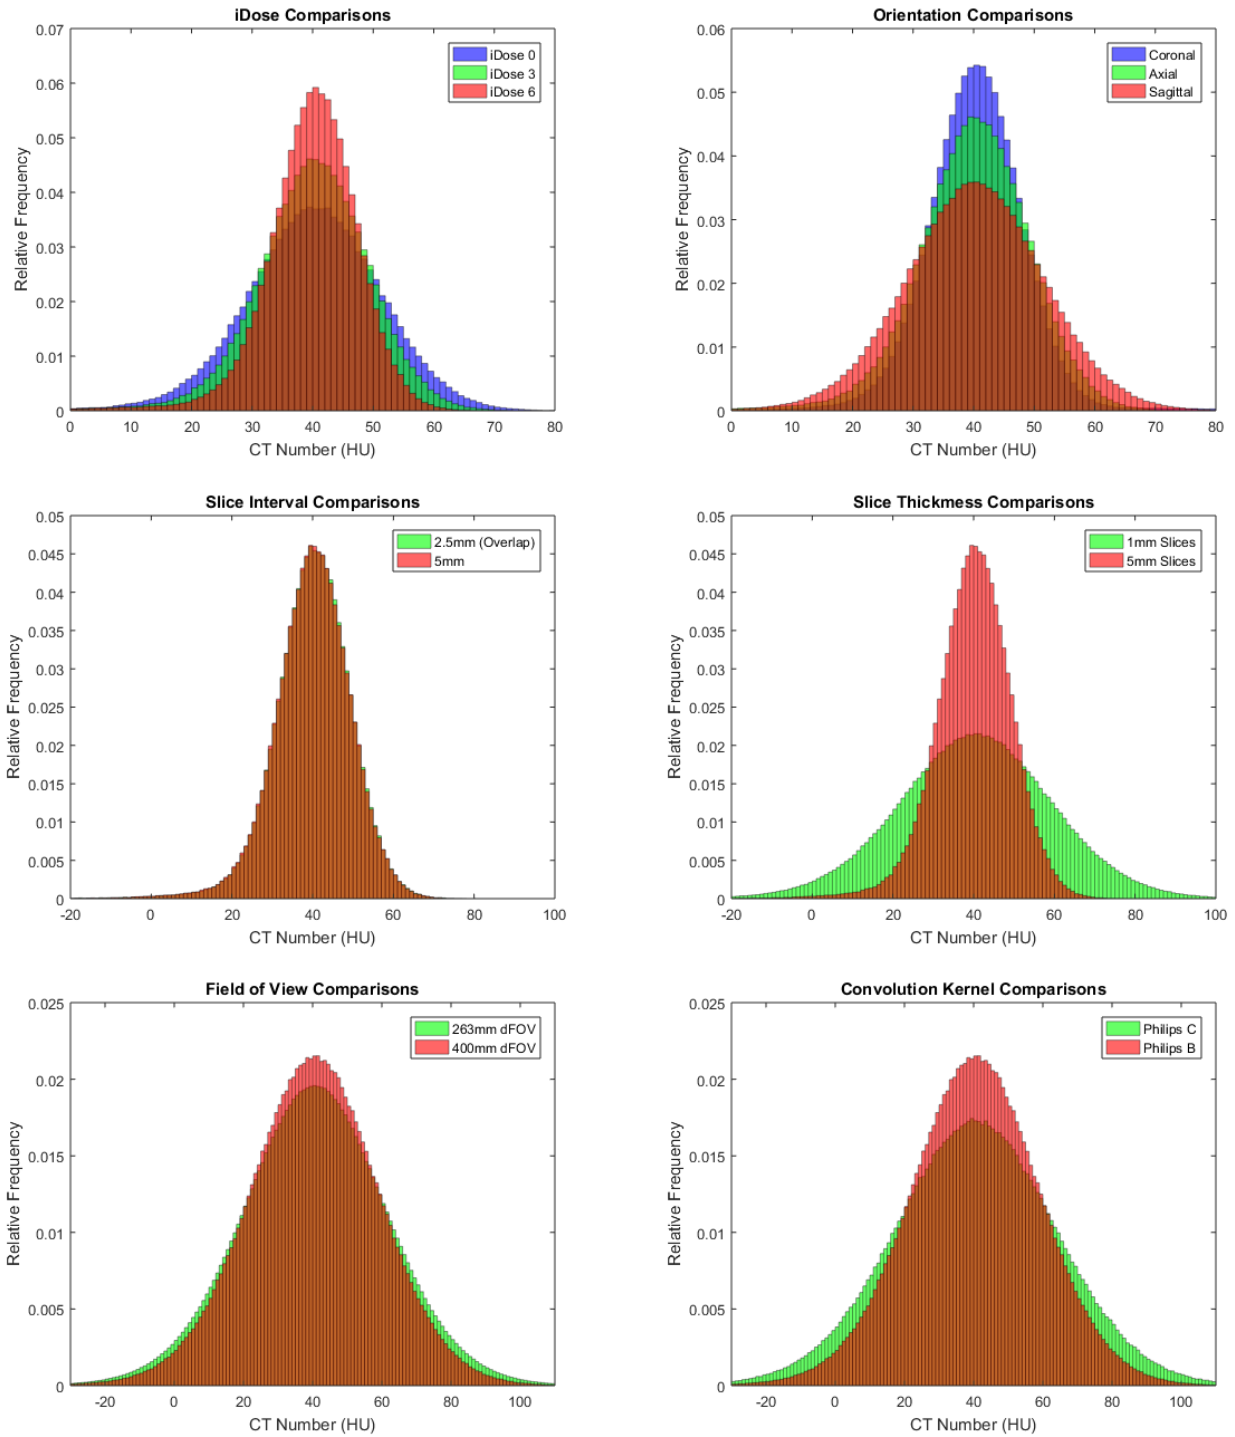 iDose Comparisons
0.07
0.06
0.05
0.04
0.03
0.02
0.01
0
Relative Frequency
iDose 0
iDose 3
iDose 6
0 10 20 30 40 50 60 70 80
CT Number (HU)
Orientation Comparisons
0.06
0.05
0.04
0.03
0.02
0.01
0
Relative Frequency
Coronal
Axial
Sagittal
0 10 20 30 40 50 60 70 80
CT Number (HU)
Slice Interval Comparisons
0.05
0.045
0.04
0.035
0.03
0.025
0.02
0.015
0.01
0.005
0
Relative Frequency
2.5mm (Overlap)
5mm
-20 0 20 40 60 80 100
CT Number (HU)
Slice Thickmess Comparisons
0.05
0.045
0.04
0.035
0.03
0.025
0.02
0.015
0.01
0.005
0
Relative Frequency
1mm Slices
5mm Slices
-20 0 20 40 60 80 100
CT Number (HU)
Field of View Comparisons
0.025
0.02
0.015
0.01
0.005
0
Relative Frequency
263mm dFOV
400mm dFOV
-20 0 20 40 60 80 100
CT Number (HU)
Convolution Kernel Comparisons
0.025
0.02
0.015
0.01
0.005
0
Relative Frequency
Philips C
Philips B
-20 0 20 40 60 80 100
CT Number (HU)